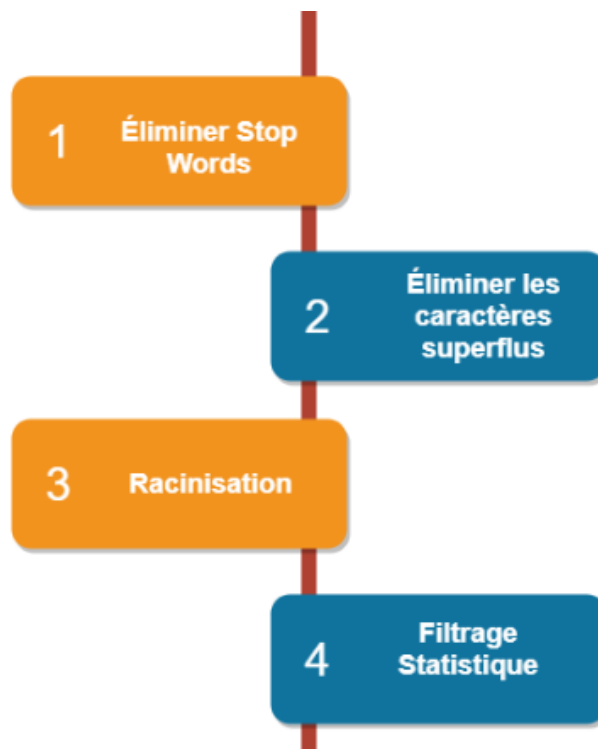 1
Éliminer Stop
Words
2
Éliminer les
caractères
superflus
3
Racinisation
4
Filtrage
Statistique